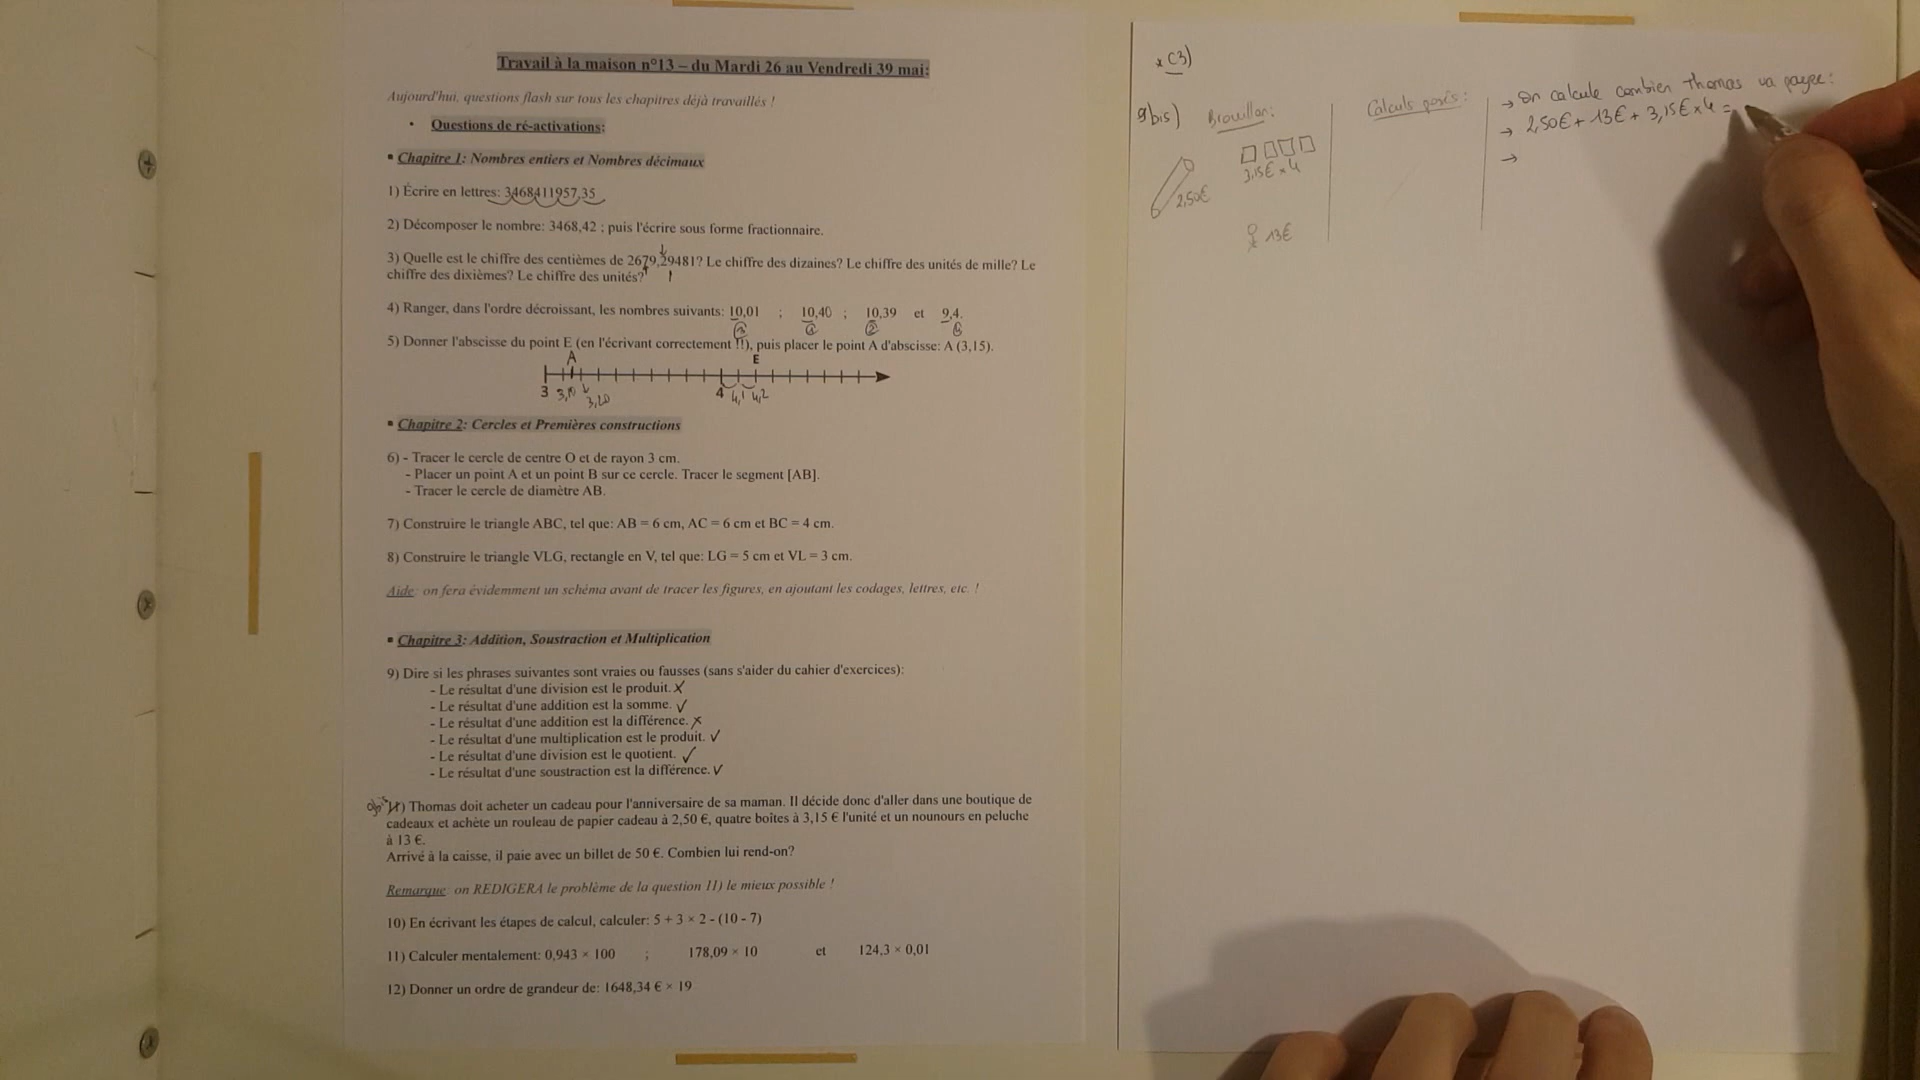 Travail à la maison n°13 – du Mardi 26 au Vendredi 39 mai:
Aujourd'hui, questions flash sur tous les chapitres déjà travaillés !
• Questions de ré-activations:
▪ Chapitre 1: Nombres entiers et Nombres décimaux
1) Écrire en lettres: 3468411957,35
2) Décomposer le nombre: 3468,42 ; puis l'écrire sous forme fractionnaire.
3) Quelle est le chiffre des centièmes de 2679,29481? Le chiffre des dizaines? Le chiffre des unités de mille? Le
chiffre des dixièmes? Le chiffre des unités?
4) Ranger, dans l'ordre décroissant, les nombres suivants: 10,01 ; 10,40 ; 10,39 et 9,4.
5) Donner l'abscisse du point E (en l'écrivant correctement !!), puis placer le point A d'abscisse: A (3,15).
A E
3 3,10 3,20 4 4,1 4,2
▪ Chapitre 2: Cercles et Premières constructions
6) - Tracer le cercle de centre O et de rayon 3 cm.
- Placer un point A et un point B sur ce cercle. Tracer le segment [AB].
- Tracer le cercle de diamètre AB.
7) Construire le triangle ABC, tel que: AB = 6 cm, AC = 6 cm et BC = 4 cm.
8) Construire le triangle VLG, rectangle en V, tel que: LG = 5 cm et VL = 3 cm.
Aide: on fera évidemment un schéma avant de tracer les figures, en ajoutant les codages, lettres, etc. !
▪ Chapitre 3: Addition, Soustraction et Multiplication
9) Dire si les phrases suivantes sont vraies ou fausses (sans s'aider du cahier d'exercices):
- Le résultat d'une division est le produit. ✗
- Le résultat d'une addition est la somme. ✓
- Le résultat d'une addition est la différence. ✗
- Le résultat d'une multiplication est le produit. ✓
- Le résultat d'une division est le quotient. ✓
- Le résultat d'une soustraction est la différence. ✓
Thomas doit acheter un cadeau pour l'anniversaire de sa maman. Il décide donc d'aller dans une boutique de
cadeaux et achète un rouleau de papier cadeau à 2,50 €, quatre boîtes à 3,15 € l'unité et un nounours en peluche
à 13 €.
Arrivé à la caisse, il paie avec un billet de 50 €. Combien lui rend-on?
Remarque: on REDIGERA le problème de la question 11) le mieux possible !
10) En écrivant les étapes de calcul, calculer: 5 + 3 × 2 - (10 - 7)
11) Calculer mentalement: 0,943 × 100 ; 178,09 × 10 et 124,3 × 0,01
12) Donner un ordre de grandeur de: 1648,34 € × 19
* C3)
9bis) Brouillon:
3,15€ × 4
2,50€
13€
Calculs posés:
→ On calcule combien Thomas va payer:
→ 2,50€ + 13€ + 3,15€ × 4 =
→